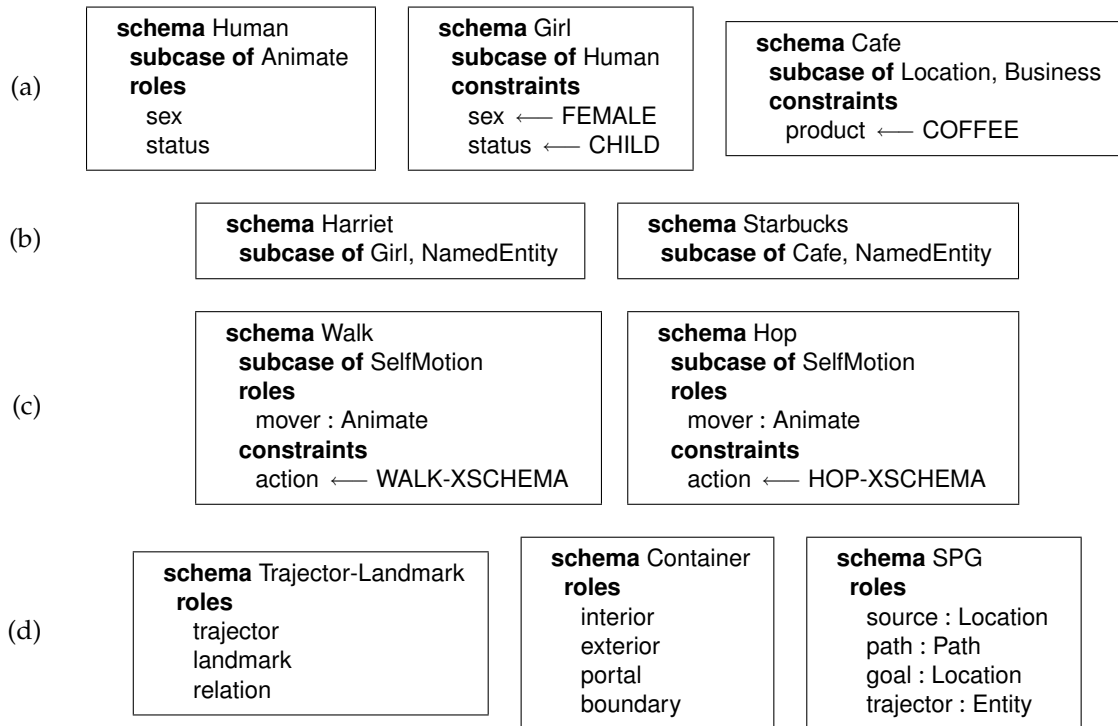 (a)
schema Human
subcase of Animate
roles
sex
status
schema Girl
subcase of Human
constraints
sex ⟵ FEMALE
status ⟵ CHILD
schema Cafe
subcase of Location, Business
constraints
product ⟵ COFFEE
(b)
schema Harriet
subcase of Girl, NamedEntity
schema Starbucks
subcase of Cafe, NamedEntity
(c)
schema Walk
subcase of SelfMotion
roles
mover : Animate
constraints
action ⟵ WALK-XSCHEMA
schema Hop
subcase of SelfMotion
roles
mover : Animate
constraints
action ⟵ HOP-XSCHEMA
(d)
schema Trajector-Landmark
roles
trajector
landmark
relation
schema Container
roles
interior
exterior
portal
boundary
schema SPG
roles
source : Location
path : Path
goal : Location
trajector : Entity